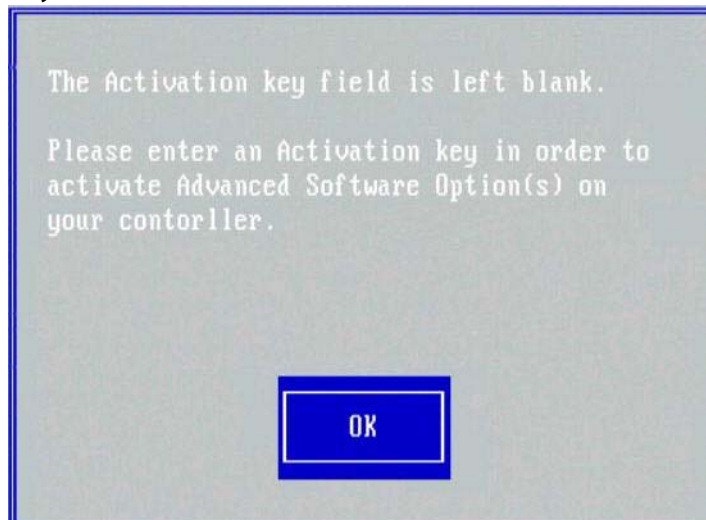 The Activation key field is left blank.
Please enter an Activation key in order to
activate Advanced Software Option(s) on
your contorller.
OK